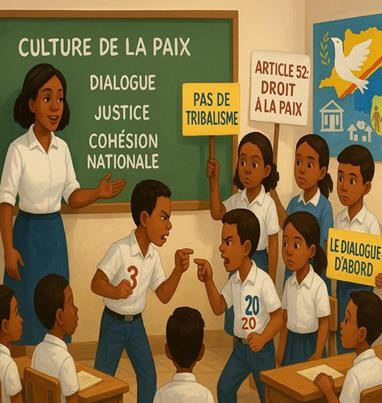 CULTURE DE LA PAIX
DIALOGUE
JUSTICE
COHÉSION
NATIONALE
PAS DE
TRIBALISME
ARTICLE 52:
DROIT
À LA PAIX
LE DIALOGUE
D'ABORD
3
20
20